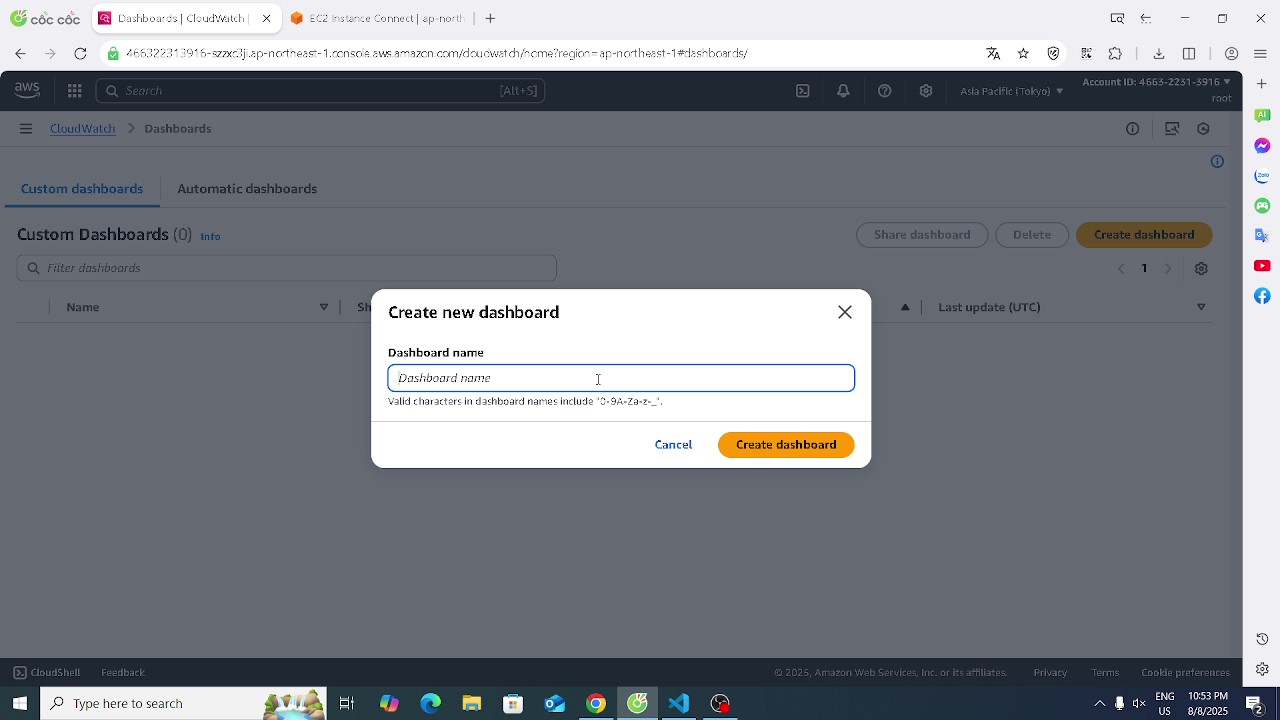 cốc cốc
Dashboards | CloudWatch |
EC2 Instance Connect | ap-north
466322313916-szzxd3jt.ap-northeast-1.console.aws.amazon.com/cloudwatch/home?region=ap-northeast-1#dashboards/
aws
Search
[Alt+S]
Asia Pacific (Tokyo)
Account ID: 4663-2231-3916
root
CloudWatch
Dashboards
Custom dashboards
Automatic dashboards
Custom Dashboards (0)
Info
Share dashboard
Delete
Create dashboard
Filter dashboards
1
Name
Sh
Last update (UTC)
Create new dashboard
Dashboard name
Dashboard name
Valid characters in dashboard names include "0-9A-Za-z-_".
Cancel
Create dashboard
CloudShell
Feedback
© 2025, Amazon Web Services, Inc. or its affiliates.
Privacy
Terms
Cookie preferences
Type here to search
ENG
US
10:53 PM
8/8/2025
2
AI
Zalo